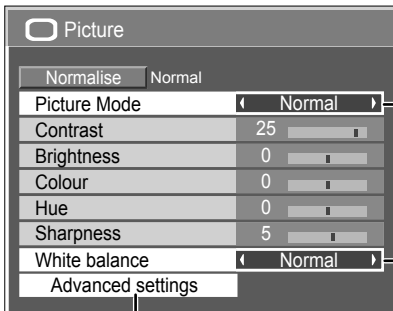 Picture
Normalise Normal
Picture Mode Normal
Contrast 25
Brightness 0
Colour 0
Hue 0
Sharpness 5
White balance Normal
Advanced settings